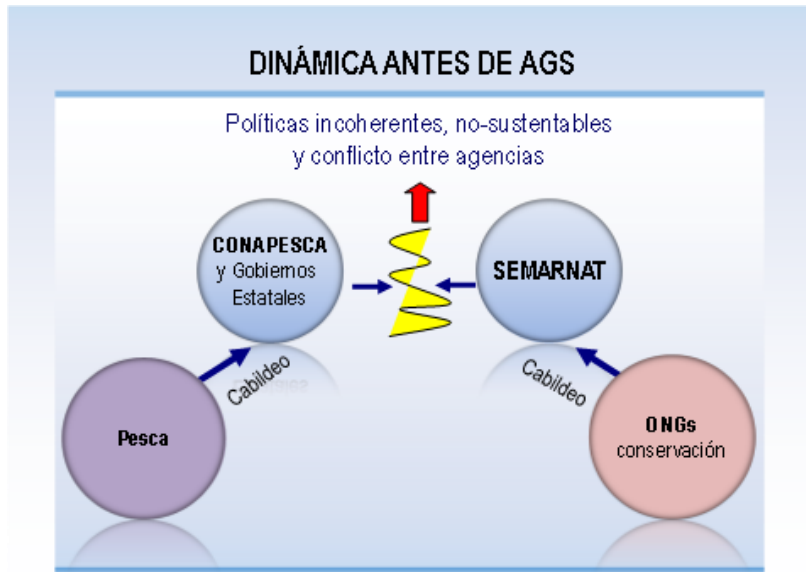 DINÁMICA ANTES DE AGS
Políticas incoherentes, no-sustentables
y conflicto entre agencias
CONAPESCA
y Gobiernos
Estatales
SEMARNAT
Cabildeo
Cabildeo
Pesca
ONGs
conservación